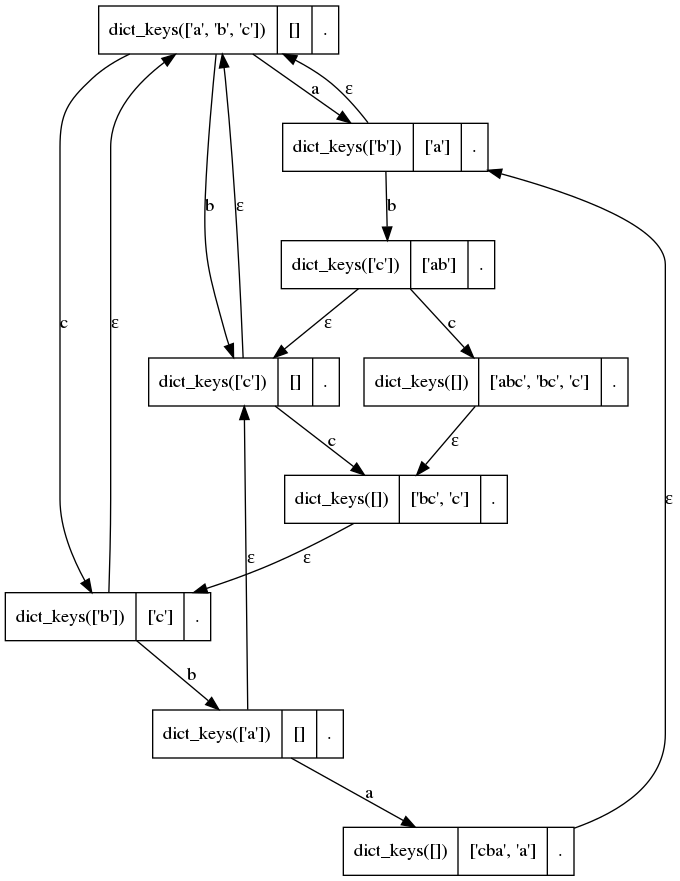 dict_keys(['a', 'b', 'c']) [] .
a
ε
dict_keys(['b']) ['a'] .
b
ε
b
dict_keys(['c']) ['ab'] .
c
ε
ε
c
dict_keys(['c']) [] .
dict_keys([]) ['abc', 'bc', 'c'] .
c
ε
dict_keys([]) ['bc', 'c'] .
ε
ε
ε
dict_keys(['b']) ['c'] .
b
dict_keys(['a']) [] .
a
dict_keys([]) ['cba', 'a'] .